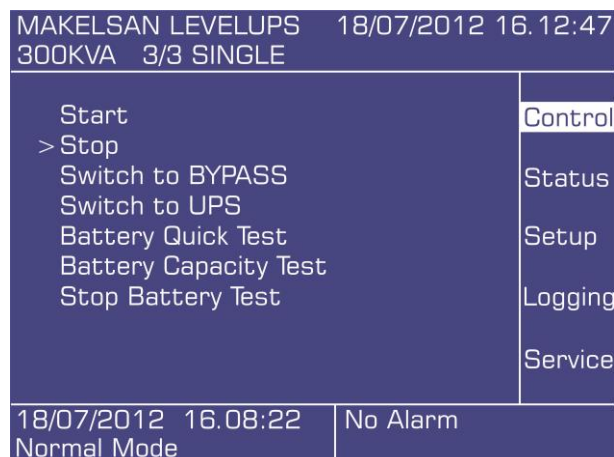 MAKELSAN LEVELUPS 18/07/2012 16.12:47
300KVA 3/3 SINGLE
Start
>Stop
Switch to BYPASS
Switch to UPS
Battery Quick Test
Battery Capacity Test
Stop Battery Test
Control
Status
Setup
Logging
Service
18/07/2012 16.08:22
Normal Mode
No Alarm